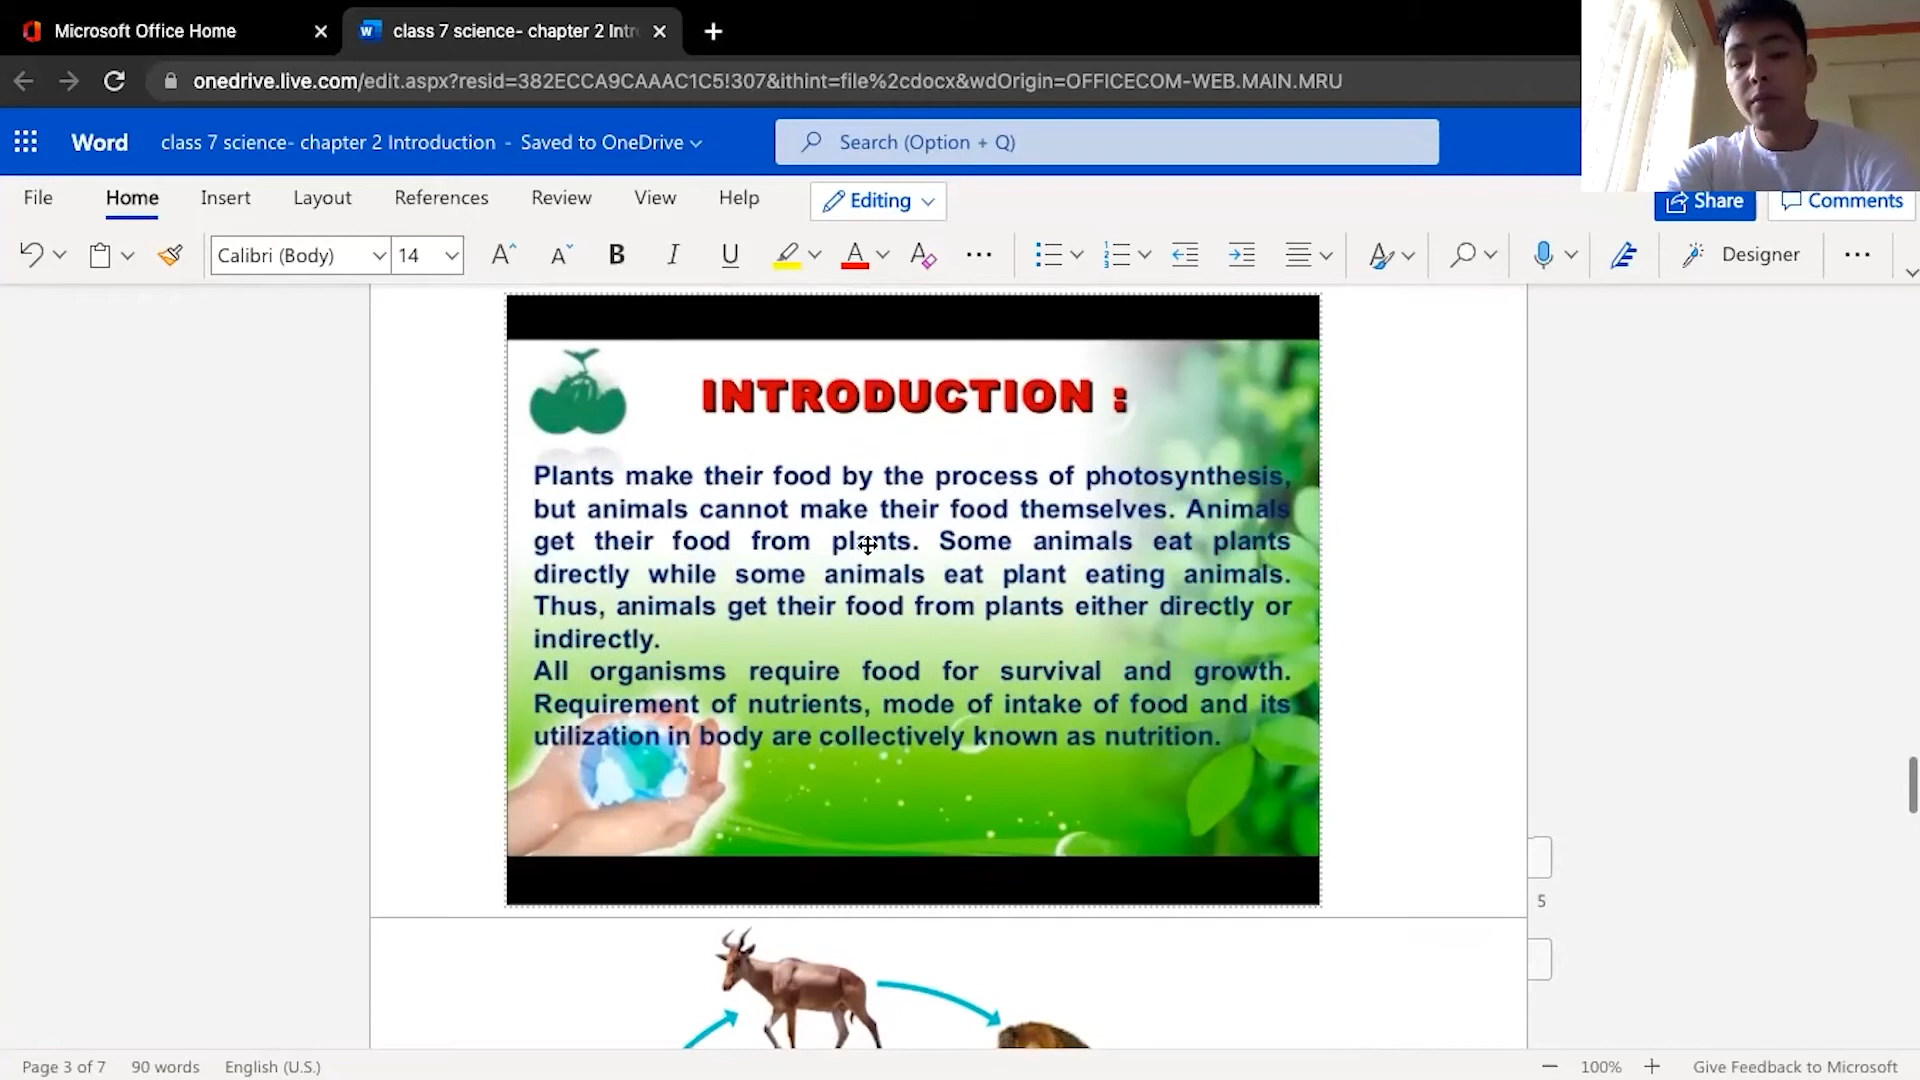 Microsoft Office Home
class 7 science- chapter 2 Intr
onedrive.live.com/edit.aspx?resid=382ECCA9CAAAC1C5!307&ithint=file%2cdocx&wdOrigin=OFFICECOM-WEB.MAIN.MRU
Word class 7 science- chapter 2 Introduction - Saved to OneDrive
Search (Option + Q)
File Home Insert Layout References Review View Help Editing Share Comments
Calibri (Body) 14 B I U A Designer
INTRODUCTION :
Plants make their food by the process of photosynthesis,
but animals cannot make their food themselves. Animals
get their food from plants. Some animals eat plants
directly while some animals eat plant eating animals.
Thus, animals get their food from plants either directly or
indirectly.
All organisms require food for survival and growth.
Requirement of nutrients, mode of intake of food and its
utilization in body are collectively known as nutrition.
5
Page 3 of 7 90 words English (U.S.) 100% Give Feedback to Microsoft